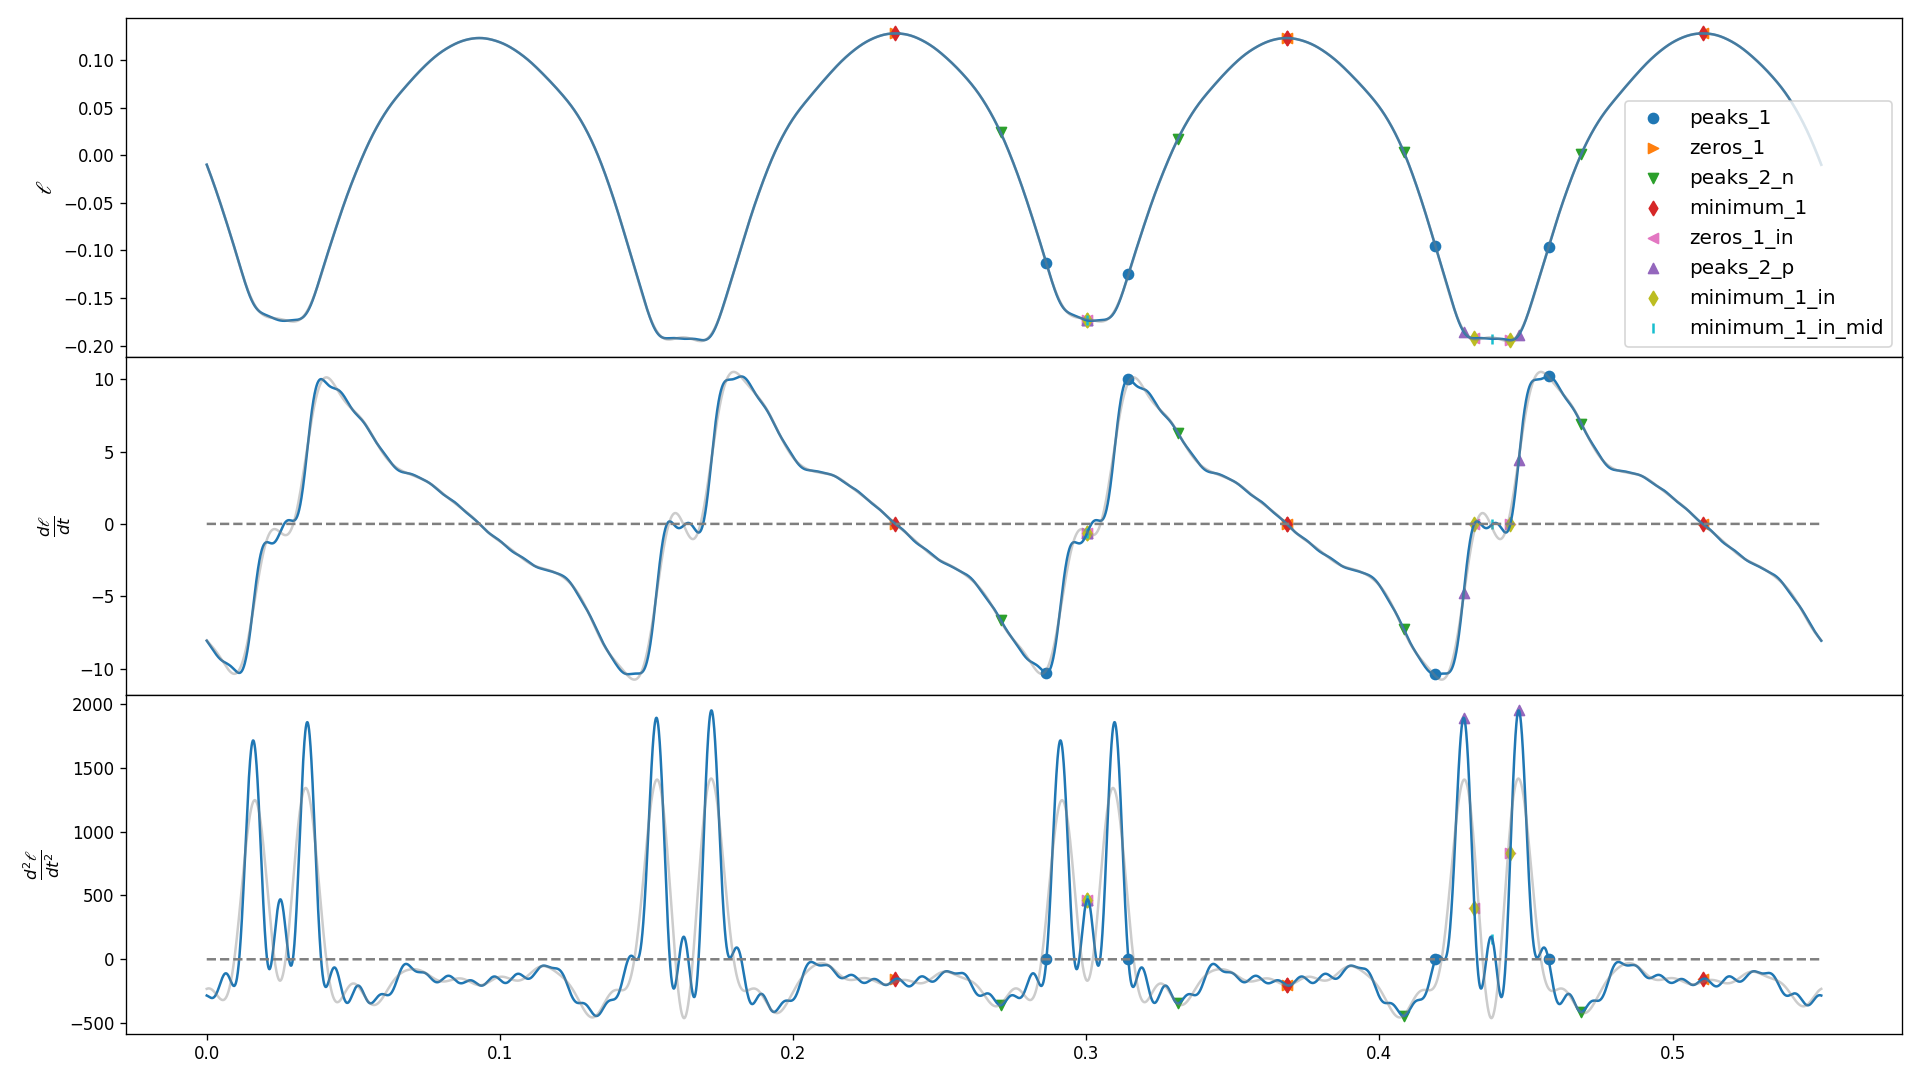 0.10
0.05
0.00
−0.05
−0.10
−0.15
−0.20
ℓ
peaks_1
zeros_1
peaks_2_n
minimum_1
zeros_1_in
peaks_2_p
minimum_1_in
minimum_1_in_mid
10
5
0
−5
−10
dℓ
dt
2000
1500
1000
500
0
−500
d²ℓ
dt²
0.0 0.1 0.2 0.3 0.4 0.5